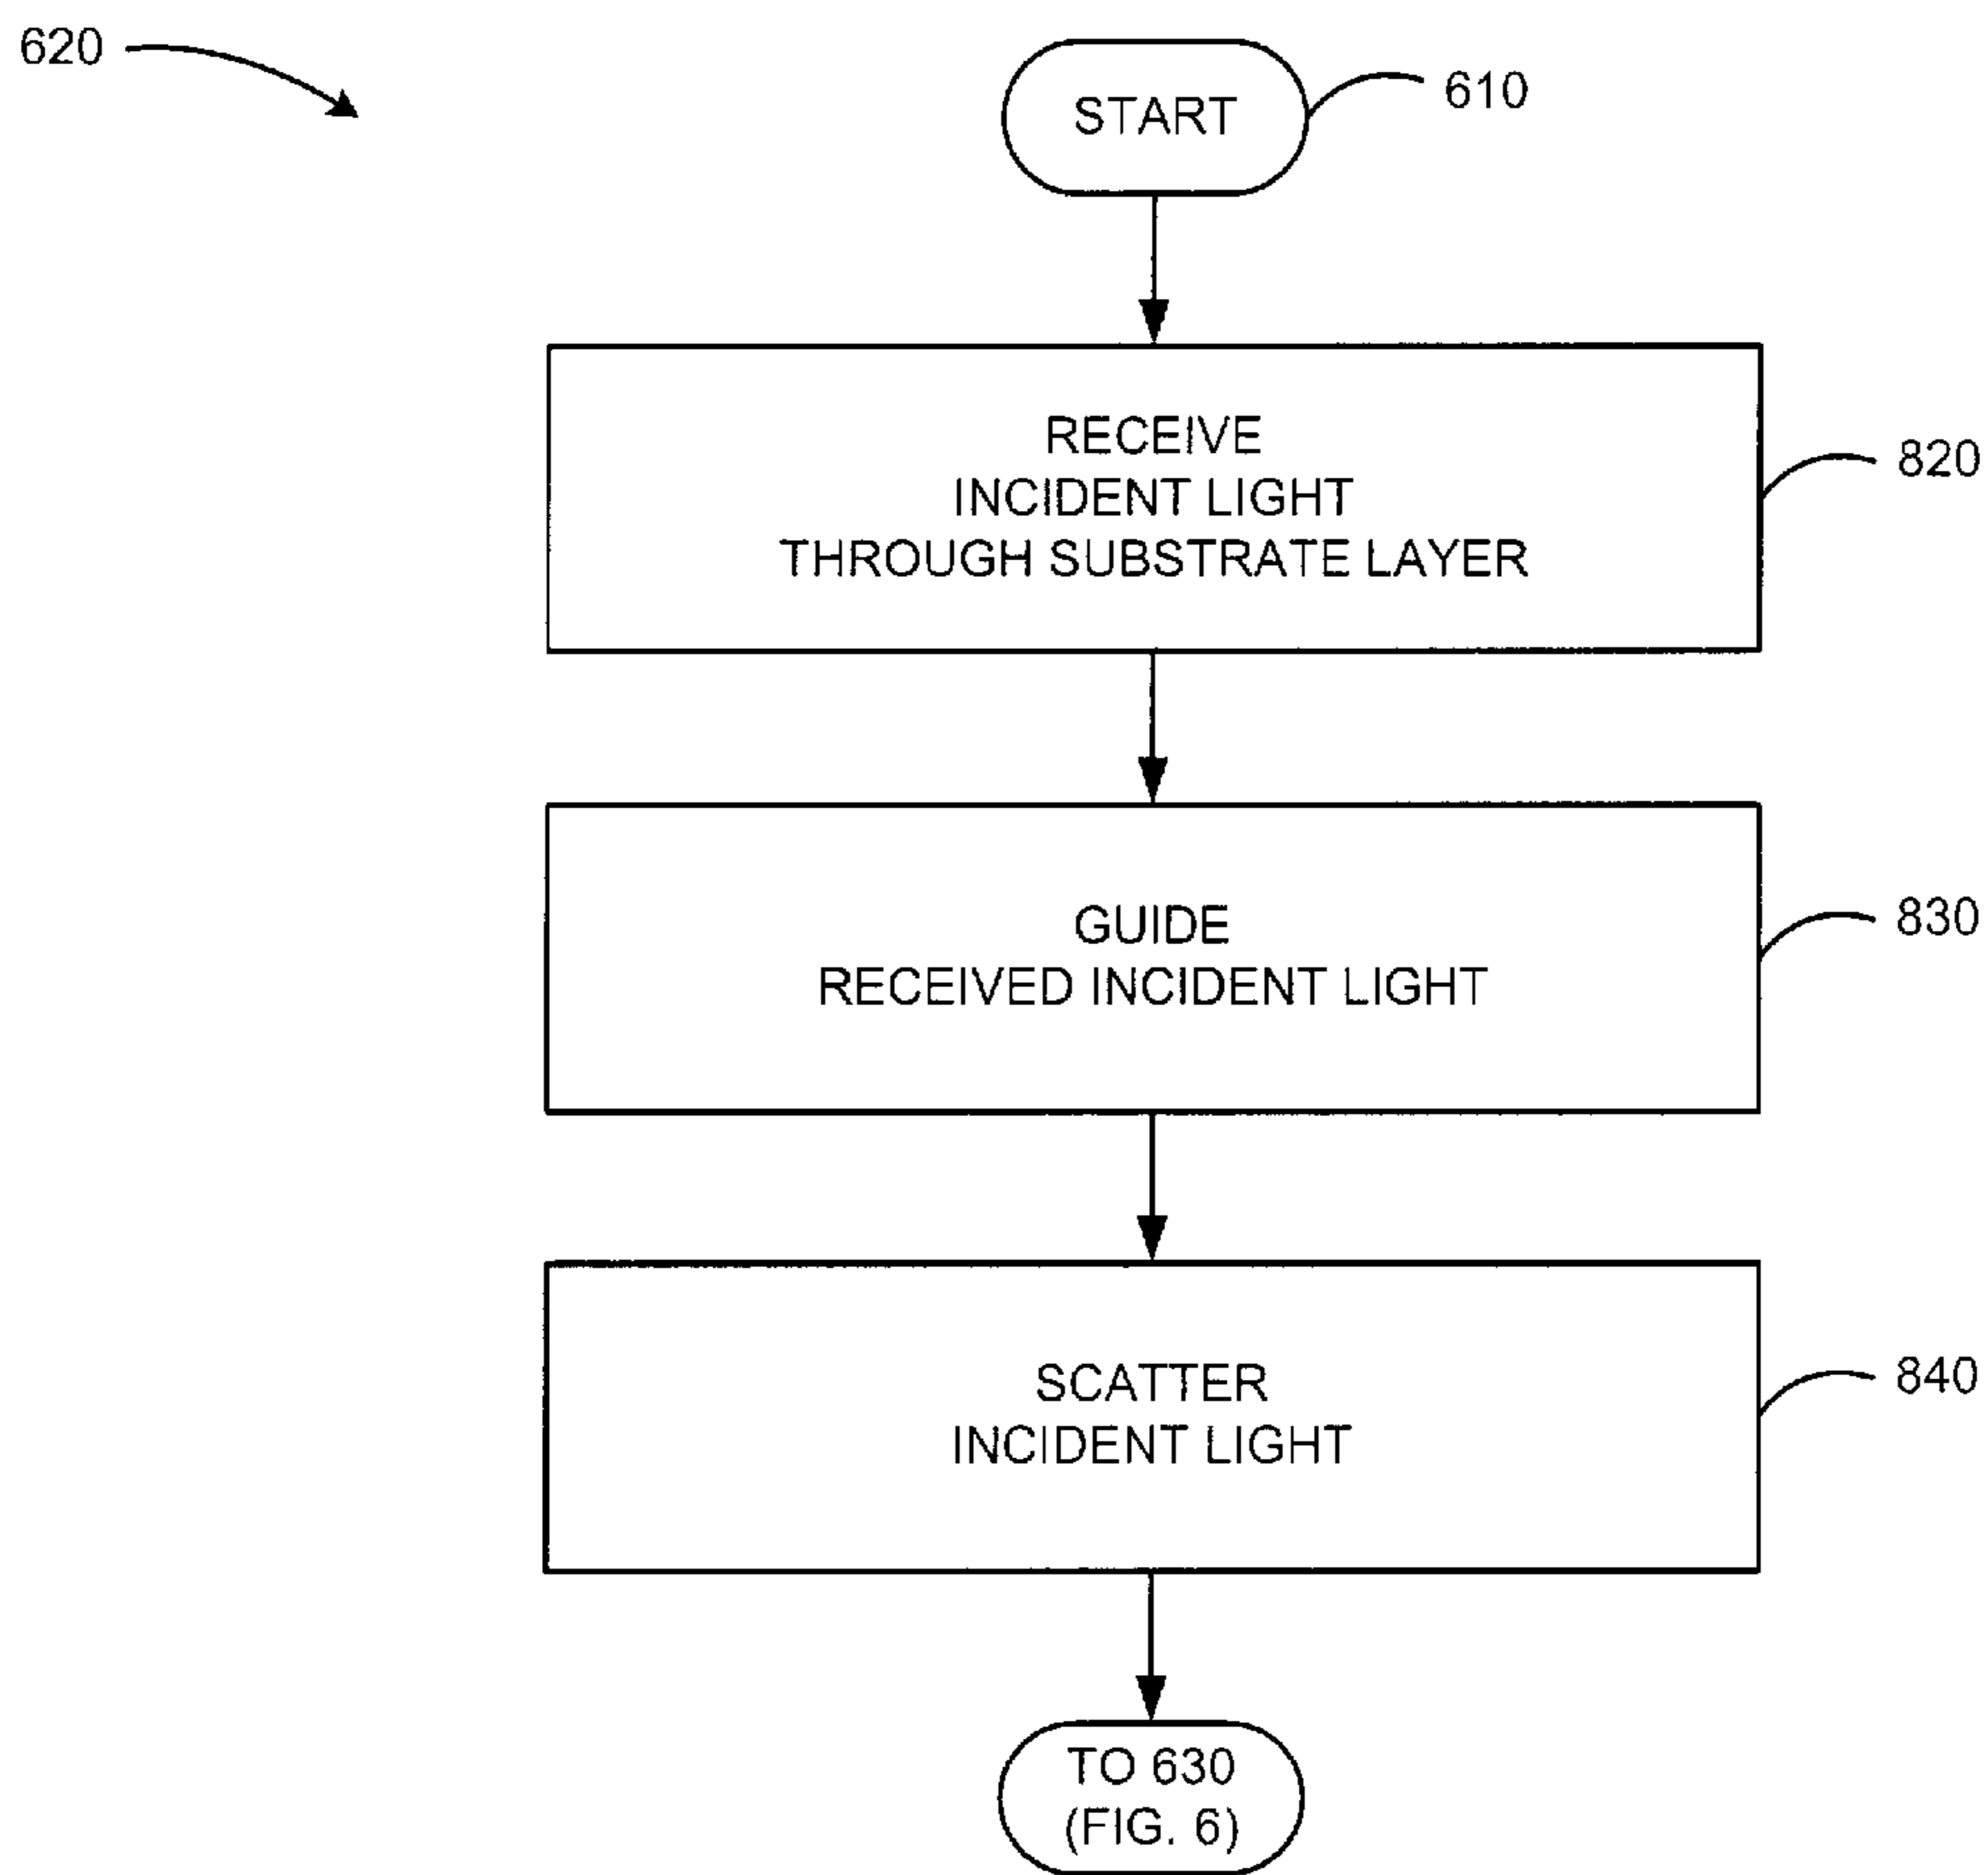 620
START
610
RECEIVE
INCIDENT LIGHT
THROUGH SUBSTRATE LAYER
820
GUIDE
RECEIVED INCIDENT LIGHT
830
SCATTER
INCIDENT LIGHT
840
TO 630
(FIG. 6)